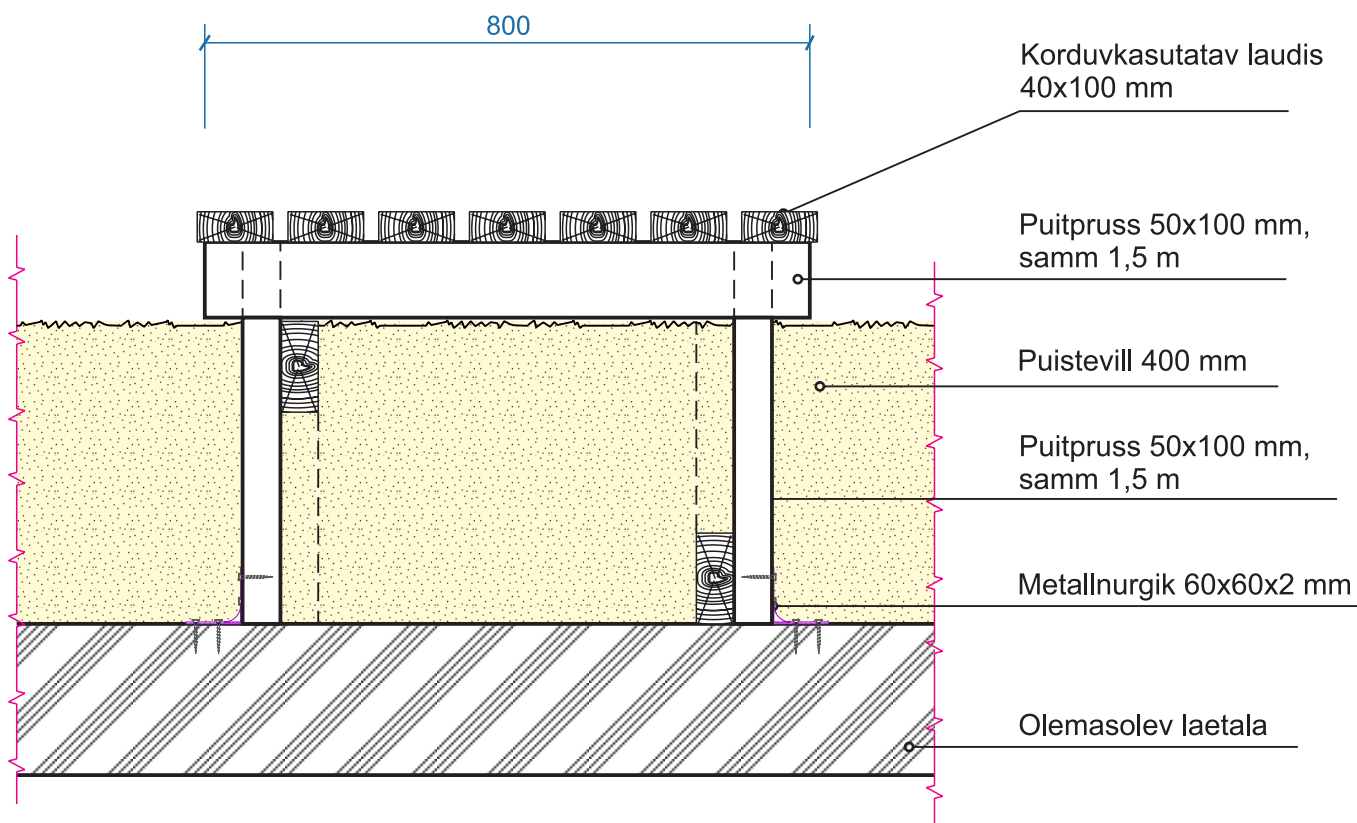 800
Korduvkasutatav laudis
40x100 mm
Puitpruss 50x100 mm,
samm 1,5 m
Puistevill 400 mm
Puitpruss 50x100 mm,
samm 1,5 m
Metallnurgik 60x60x2 mm
Olemasolev laetala